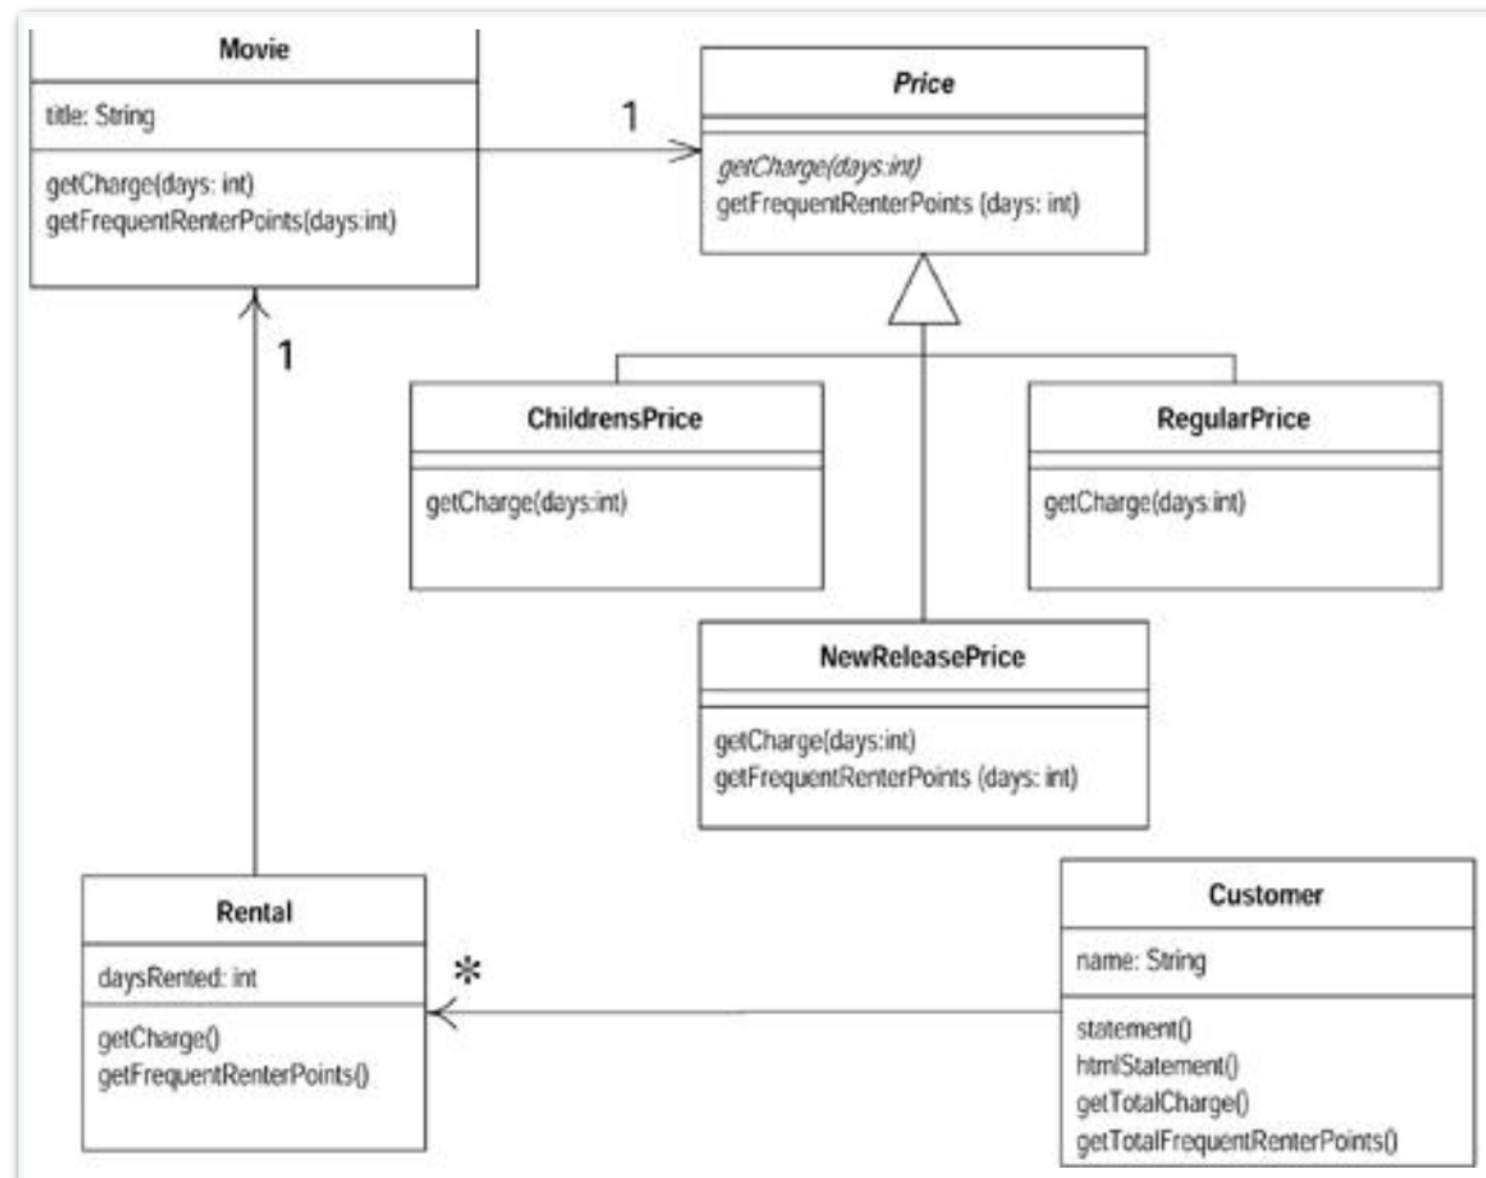 Movie
title: String
getCharge(days: int)
getFrequentRenterPoints(days:int)
1
Price
getCharge(days:int)
getFrequentRenterPoints (days: int)
1
ChildrensPrice
getCharge(days:int)
RegularPrice
getCharge(days:int)
NewReleasePrice
getCharge(days:int)
getFrequentRenterPoints (days: int)
Rental
daysRented: int
getCharge()
getFrequentRenterPoints()
*
Customer
name: String
statement()
htmlStatement()
getTotalCharge()
getTotalFrequentRenterPoints()